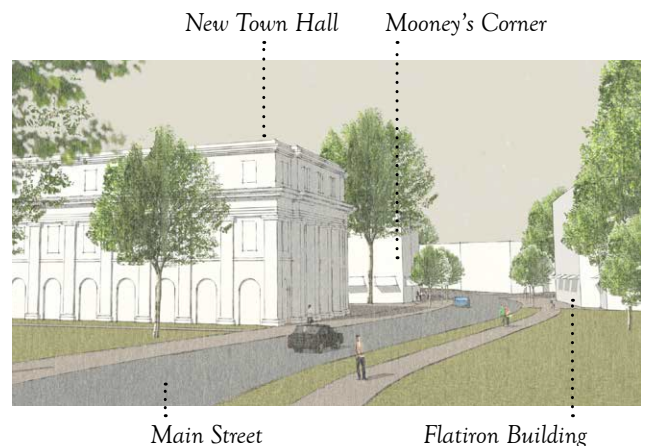 New Town Hall
Mooney's Corner
Main Street
Flatiron Building